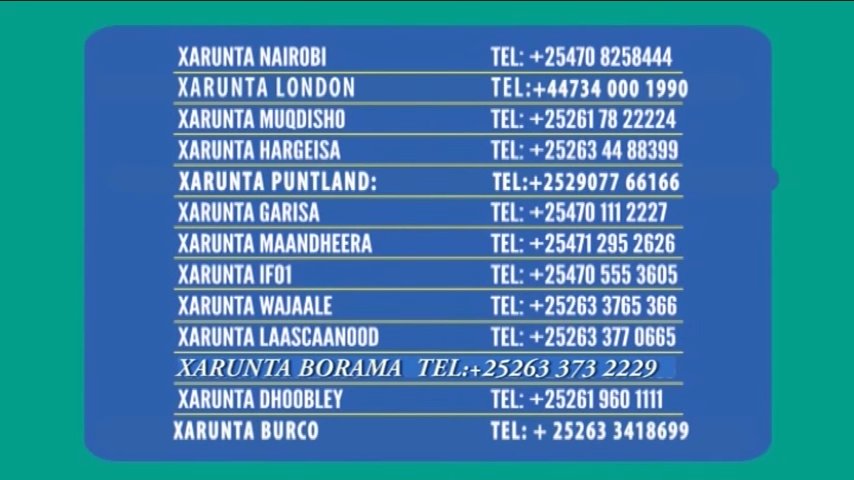 XARUNTA NAIROBI TEL: +25470 8258444
XARUNTA LONDON TEL:+44734 000 1990
XARUNTA MUQDISHO TEL: +25261 78 22224
XARUNTA HARGEISA TEL: +25263 44 88399
XARUNTA PUNTLAND: TEL:+2529077 66166
XARUNTA GARISA TEL: +25470 111 2227
XARUNTA MAANDHEERA TEL: +25471 295 2626
XARUNTA IFO1 TEL: +25470 555 3605
XARUNTA WAJAALE TEL: +25263 3765 366
XARUNTA LAASCAANOOD TEL: +25263 377 0665
XARUNTA BORAMA TEL:+25263 373 2229
XARUNTA DHOOBLEY TEL: +25261 960 1111
XARUNTA BURCO TEL: + 25263 3418699